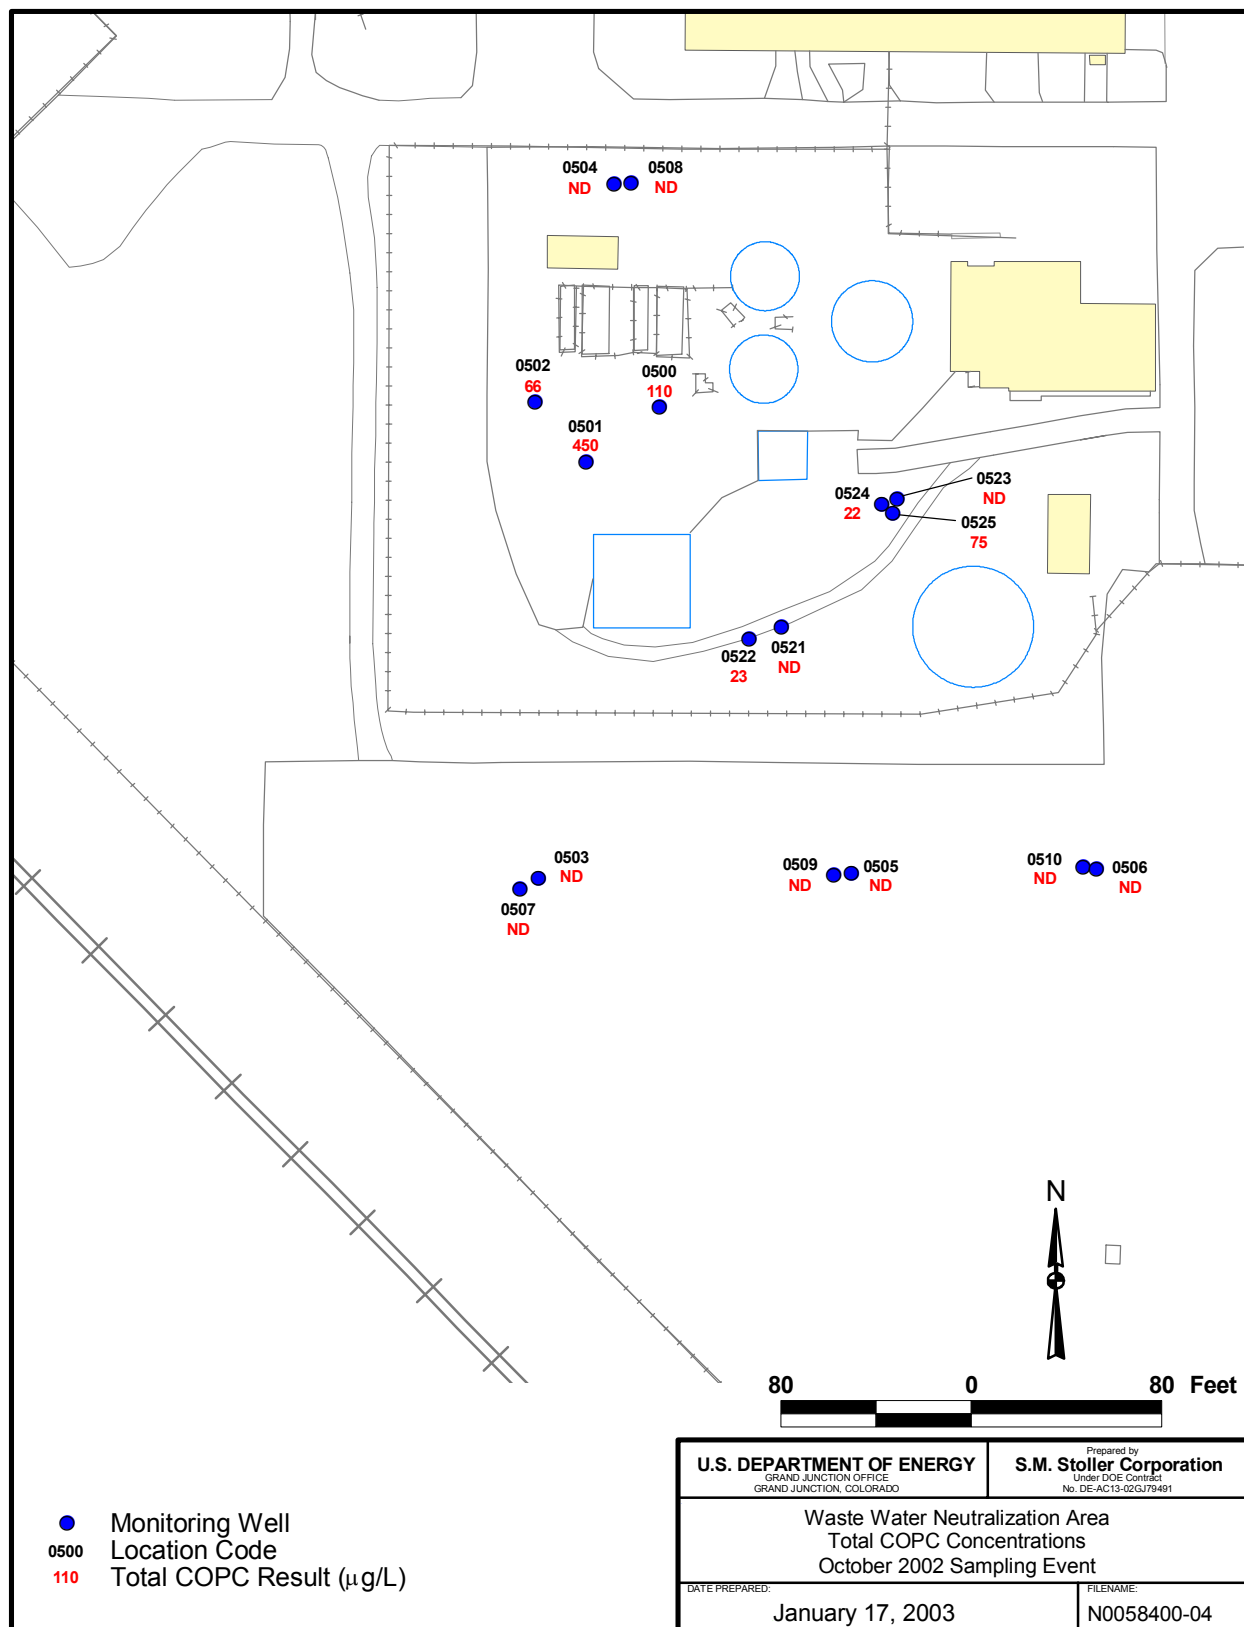 0504
ND
0508
ND
0502
66
0500
110
0501
450
0524
22
0523
ND
0525
75
0522
23
0521
ND
0503
ND
0507
ND
0509
ND
0505
ND
0510
ND
0506
ND
N
80 0 80 Feet
U.S. DEPARTMENT OF ENERGY
GRAND JUNCTION OFFICE
GRAND JUNCTION, COLORADO
Prepared by
S.M. Stoller Corporation
Under DOE Contract
No. DE-AC13-02GJ79491
Waste Water Neutralization Area
Total COPC Concentrations
October 2002 Sampling Event
DATE PREPARED:
January 17, 2003
FILENAME:
N0058400-04
Monitoring Well
0500 Location Code
110 Total COPC Result (μg/L)